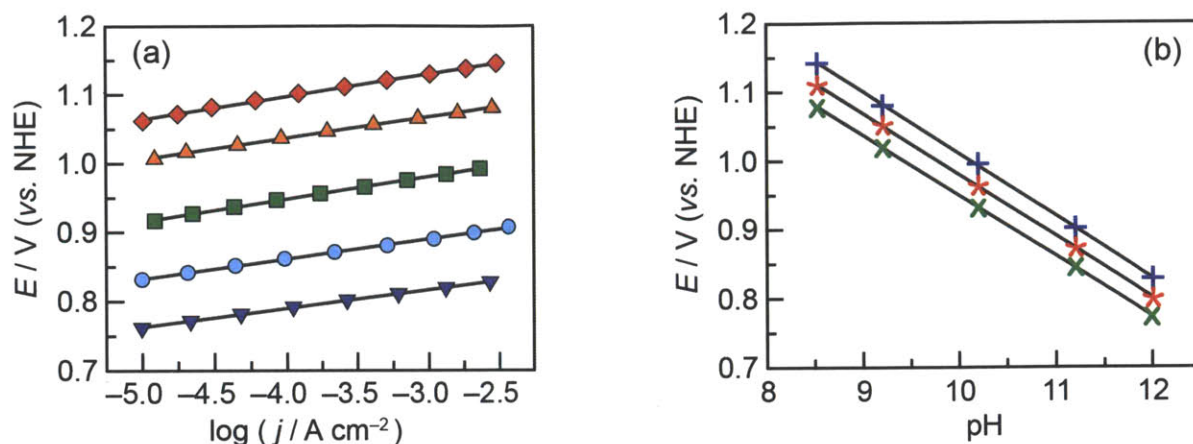 (a)
E / V (vs. NHE)
1.2
1.1
1.0
0.9
0.8
0.7
–5.0 –4.5 –4.0 –3.5 –3.0 –2.5
log ( j / A cm⁻²)
(b)
E / V (vs. NHE)
1.2
1.1
1.0
0.9
0.8
0.7
8 9 10 11 12
pH